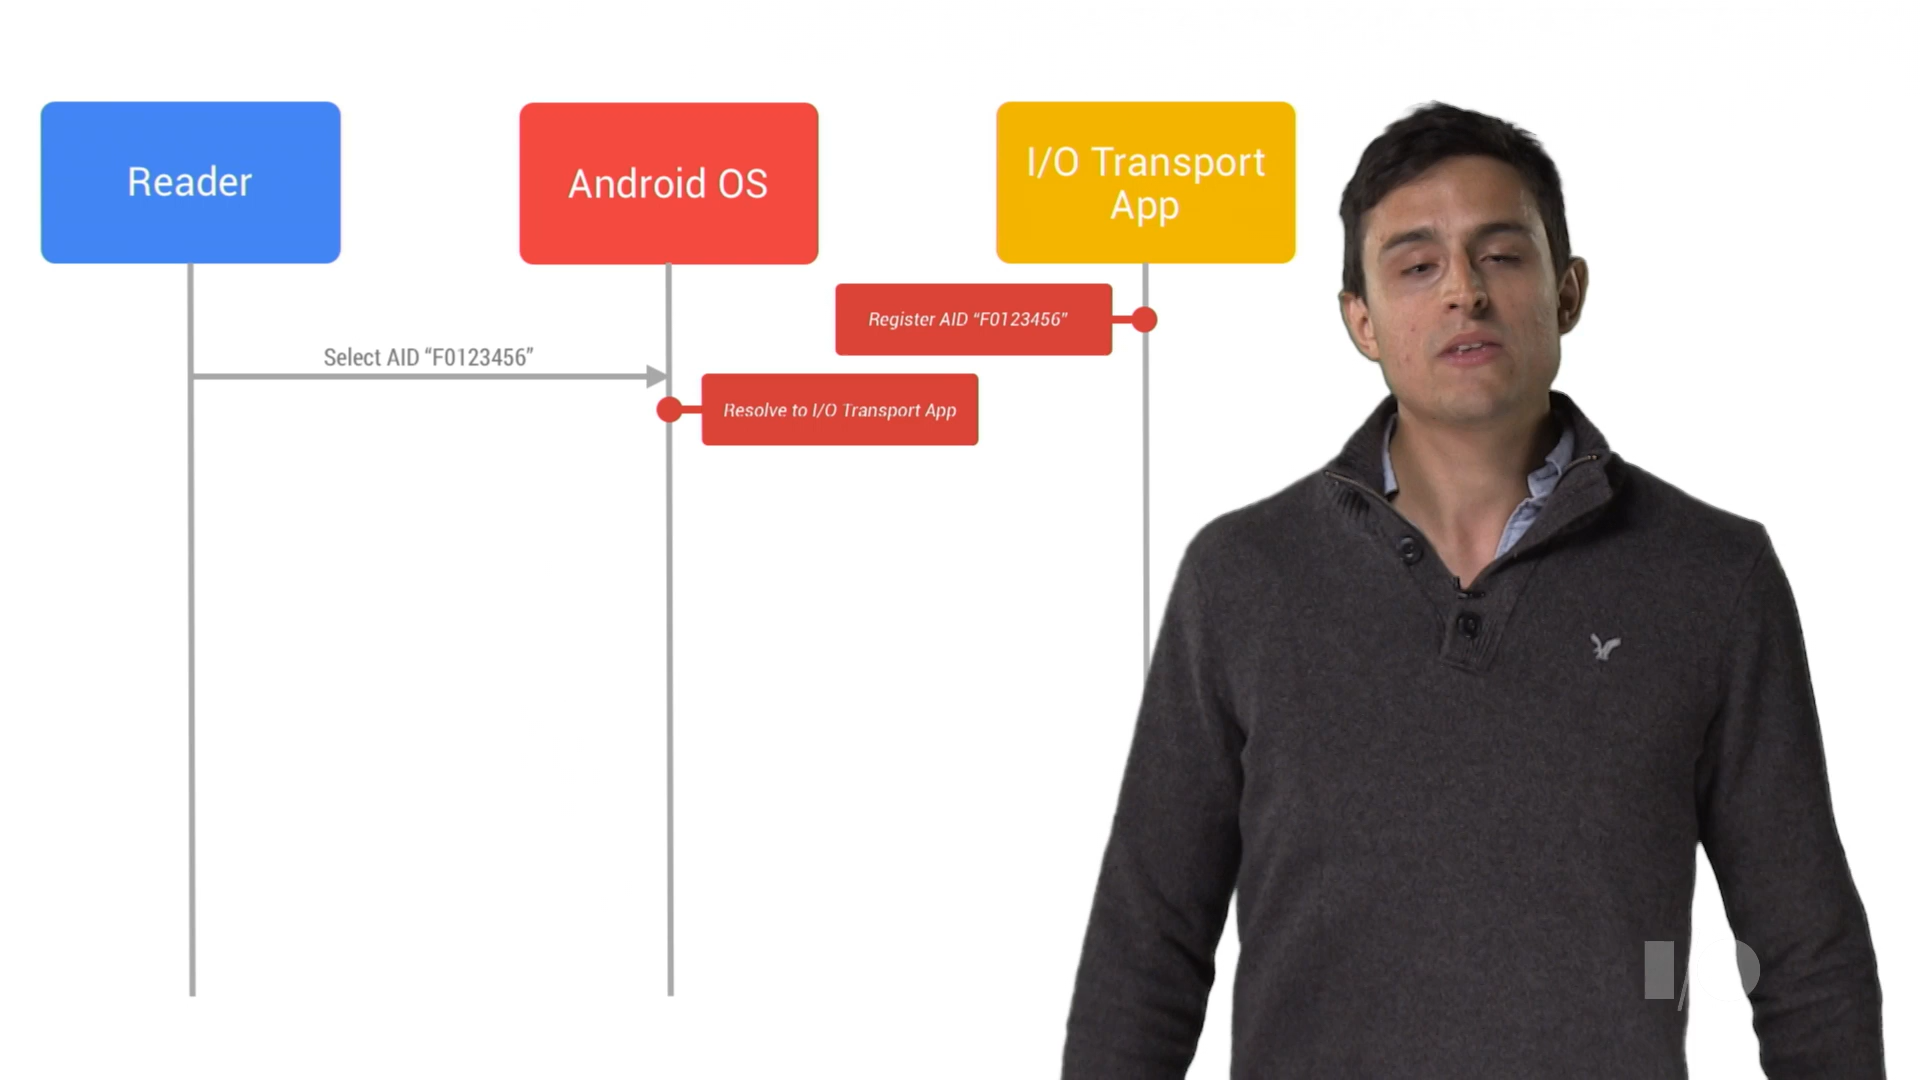 Reader
Android OS
I/O Transport
App
Register AID “F0123456”
Select AID “F0123456”
Resolve to I/O Transport App
I/O